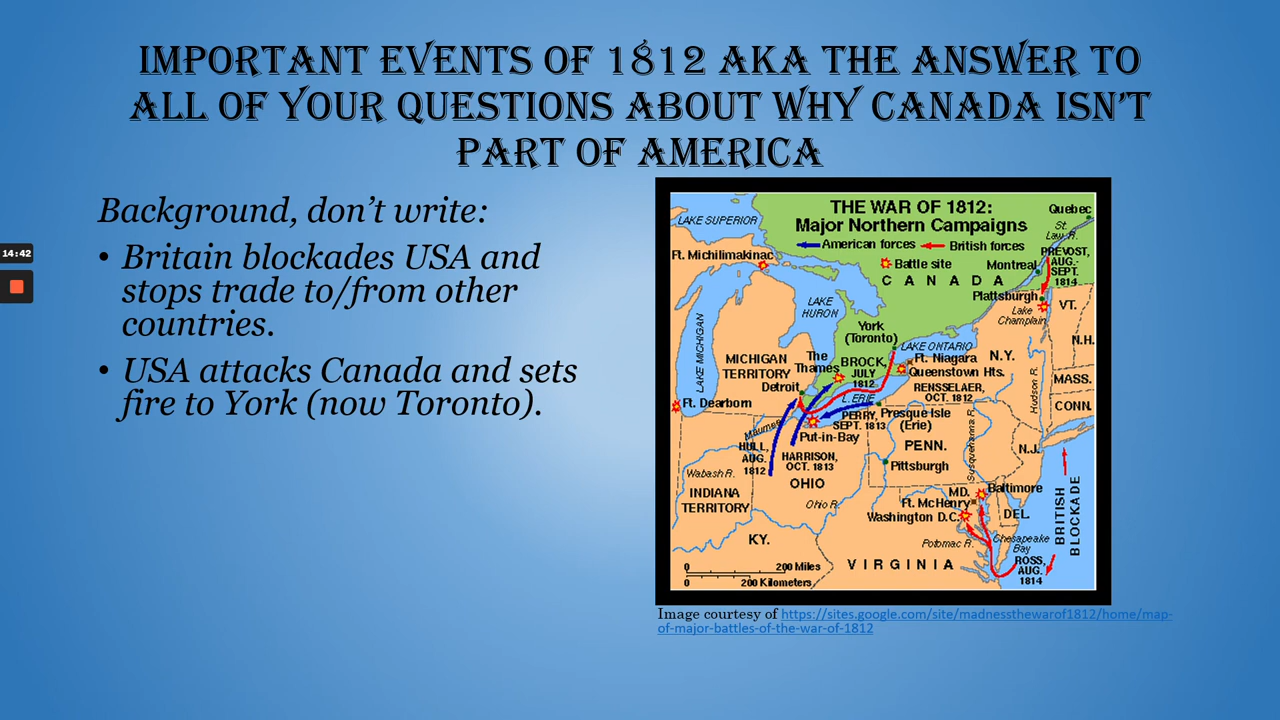 IMPORTANT EVENTS OF 1812 AKA THE ANSWER TO
ALL OF YOUR QUESTIONS ABOUT WHY CANADA ISN'T
PART OF AMERICA
Background, don't write:
• Britain blockades USA and
stops trade to/from other
countries.
• USA attacks Canada and sets
fire to York (now Toronto).
14:42
THE WAR OF 1812:
Major Northern Campaigns
American forces British forces
Battle site
LAKE SUPERIOR
Quebec
St.
Law. R.
Ft. Michilimakinac
PREVOST,
AUG.-
SEPT.
1814
Montreal
CANADA
Plattsburgh
Lake
Champlain
VT.
LAKE
HURON
LAKE MICHIGAN
York
(Toronto)
LAKE ONTARIO
N.H.
MICHIGAN
TERRITORY
The
Thames
BROCK,
JULY
1812
Ft. Niagara
Queenstown Hts.
N.Y.
RENSSELAER,
OCT. 1812
MASS.
Detroit
L. ERIE
Hudson R.
CONN.
Ft. Dearborn
PERRY,
SEPT. 1813
Presque Isle
(Erie)
Maumee
Put-in-Bay
Susquehanna R.
HULL,
AUG.
1812
HARRISON,
OCT. 1813
PENN.
N.J.
Pittsburgh
Wabash R.
OHIO
INDIANA
TERRITORY
Ohio R.
MD.
Baltimore
Ft. McHenry
Washington D.C.
DEL.
BRITISH
BLOCKADE
KY.
Potomac R.
Chesapeake
Bay
VIRGINIA
ROSS,
AUG.
1814
0 200 Miles
0 200 Kilometers
Image courtesy of https://sites.google.com/site/madnessthewarof1812/home/map-
of-major-battles-of-the-war-of-1812